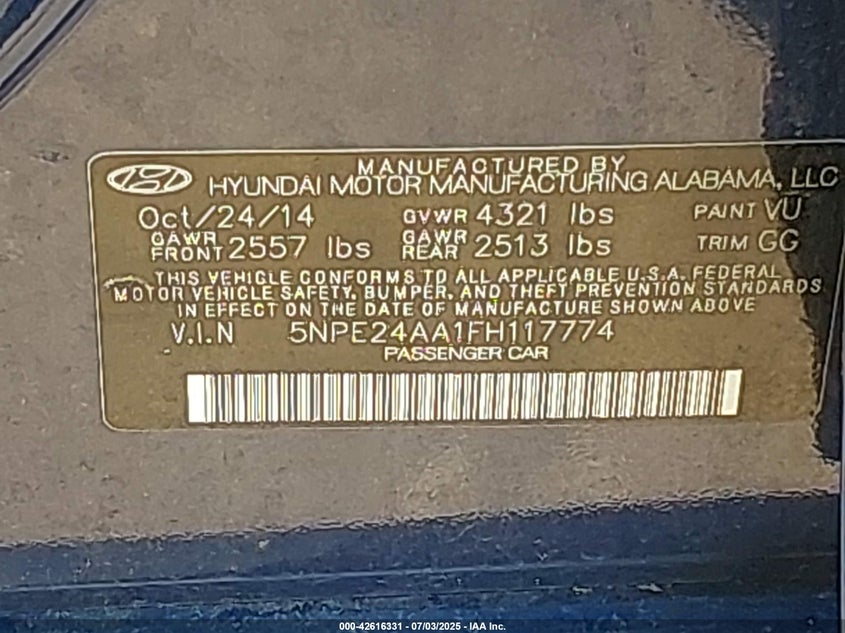 MANUFACTURED BY
HYUNDAI MOTOR MANUFACTURING ALABAMA, LLC
Oct/24/14 GVWR 4321 lbs PAINT VU
GAWR FRONT 2557 lbs GAWR REAR 2513 lbs TRIM GG
THIS VEHICLE CONFORMS TO ALL APPLICABLE U.S.A. FEDERAL
MOTOR VEHICLE SAFETY, BUMPER, AND THEFT PREVENTION STANDARDS
IN EFFECT ON THE DATE OF MANUFACTURE SHOWN ABOVE
V.I.N 5NPE24AA1FH117774
PASSENGER CAR
000-42616331 - 07/03/2025 - IAA Inc.